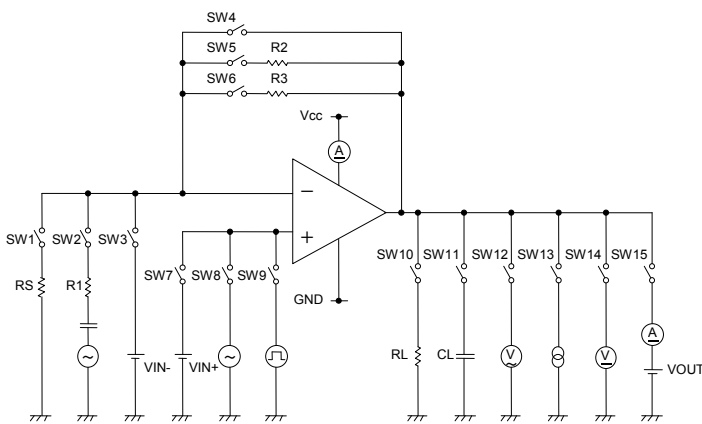 SW4
SW5 R2
SW6 R3
Vcc
A
−
+
SW1 SW2 SW3
SW7 SW8 SW9
SW10 SW11 SW12 SW13 SW14 SW15
RS R1
GND
VIN- VIN+
RL CL V V
A
VOUT